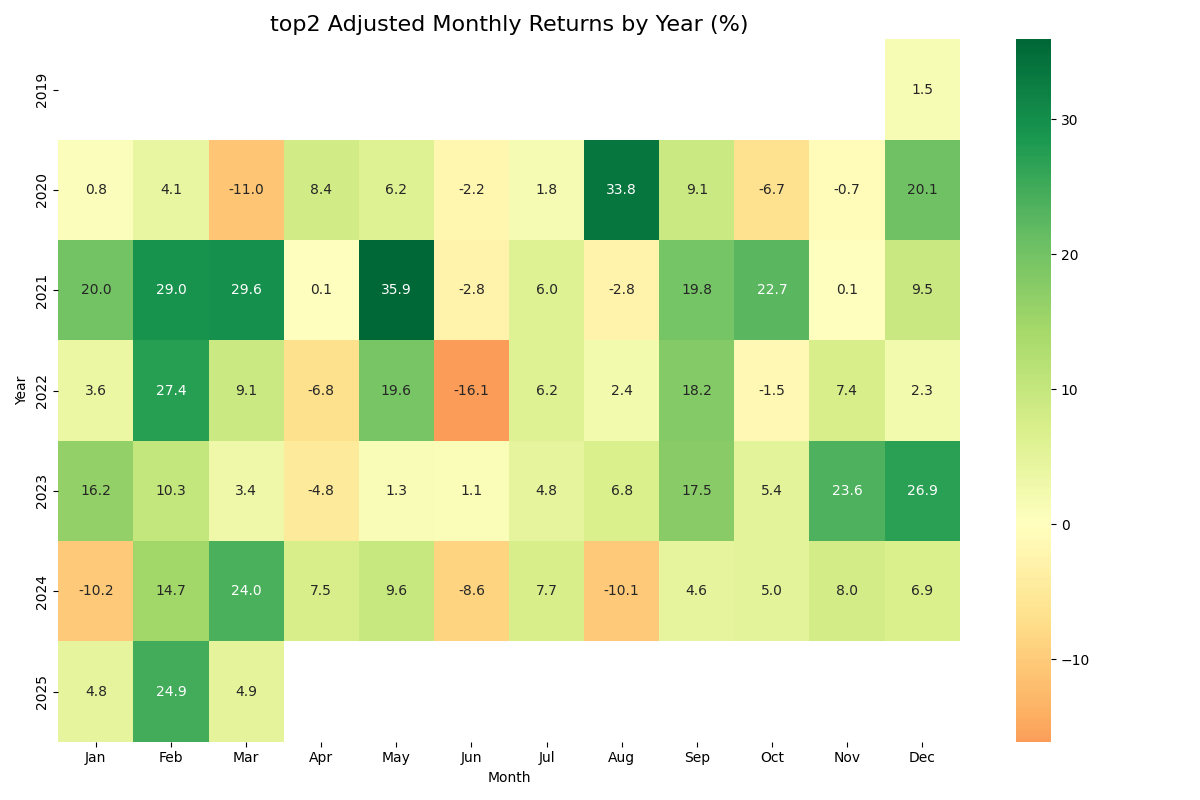 top2 Adjusted Monthly Returns by Year (%)
2019 1.5
2020 0.8 4.1 -11.0 8.4 6.2 -2.2 1.8 33.8 9.1 -6.7 -0.7 20.1
2021 20.0 29.0 29.6 0.1 35.9 -2.8 6.0 -2.8 19.8 22.7 0.1 9.5
2022 3.6 27.4 9.1 -6.8 19.6 -16.1 6.2 2.4 18.2 -1.5 7.4 2.3
2023 16.2 10.3 3.4 -4.8 1.3 1.1 4.8 6.8 17.5 5.4 23.6 26.9
2024 -10.2 14.7 24.0 7.5 9.6 -8.6 7.7 -10.1 4.6 5.0 8.0 6.9
2025 4.8 24.9 4.9
Year
Jan Feb Mar Apr May Jun Jul Aug Sep Oct Nov Dec
Month
30
20
10
0
−10